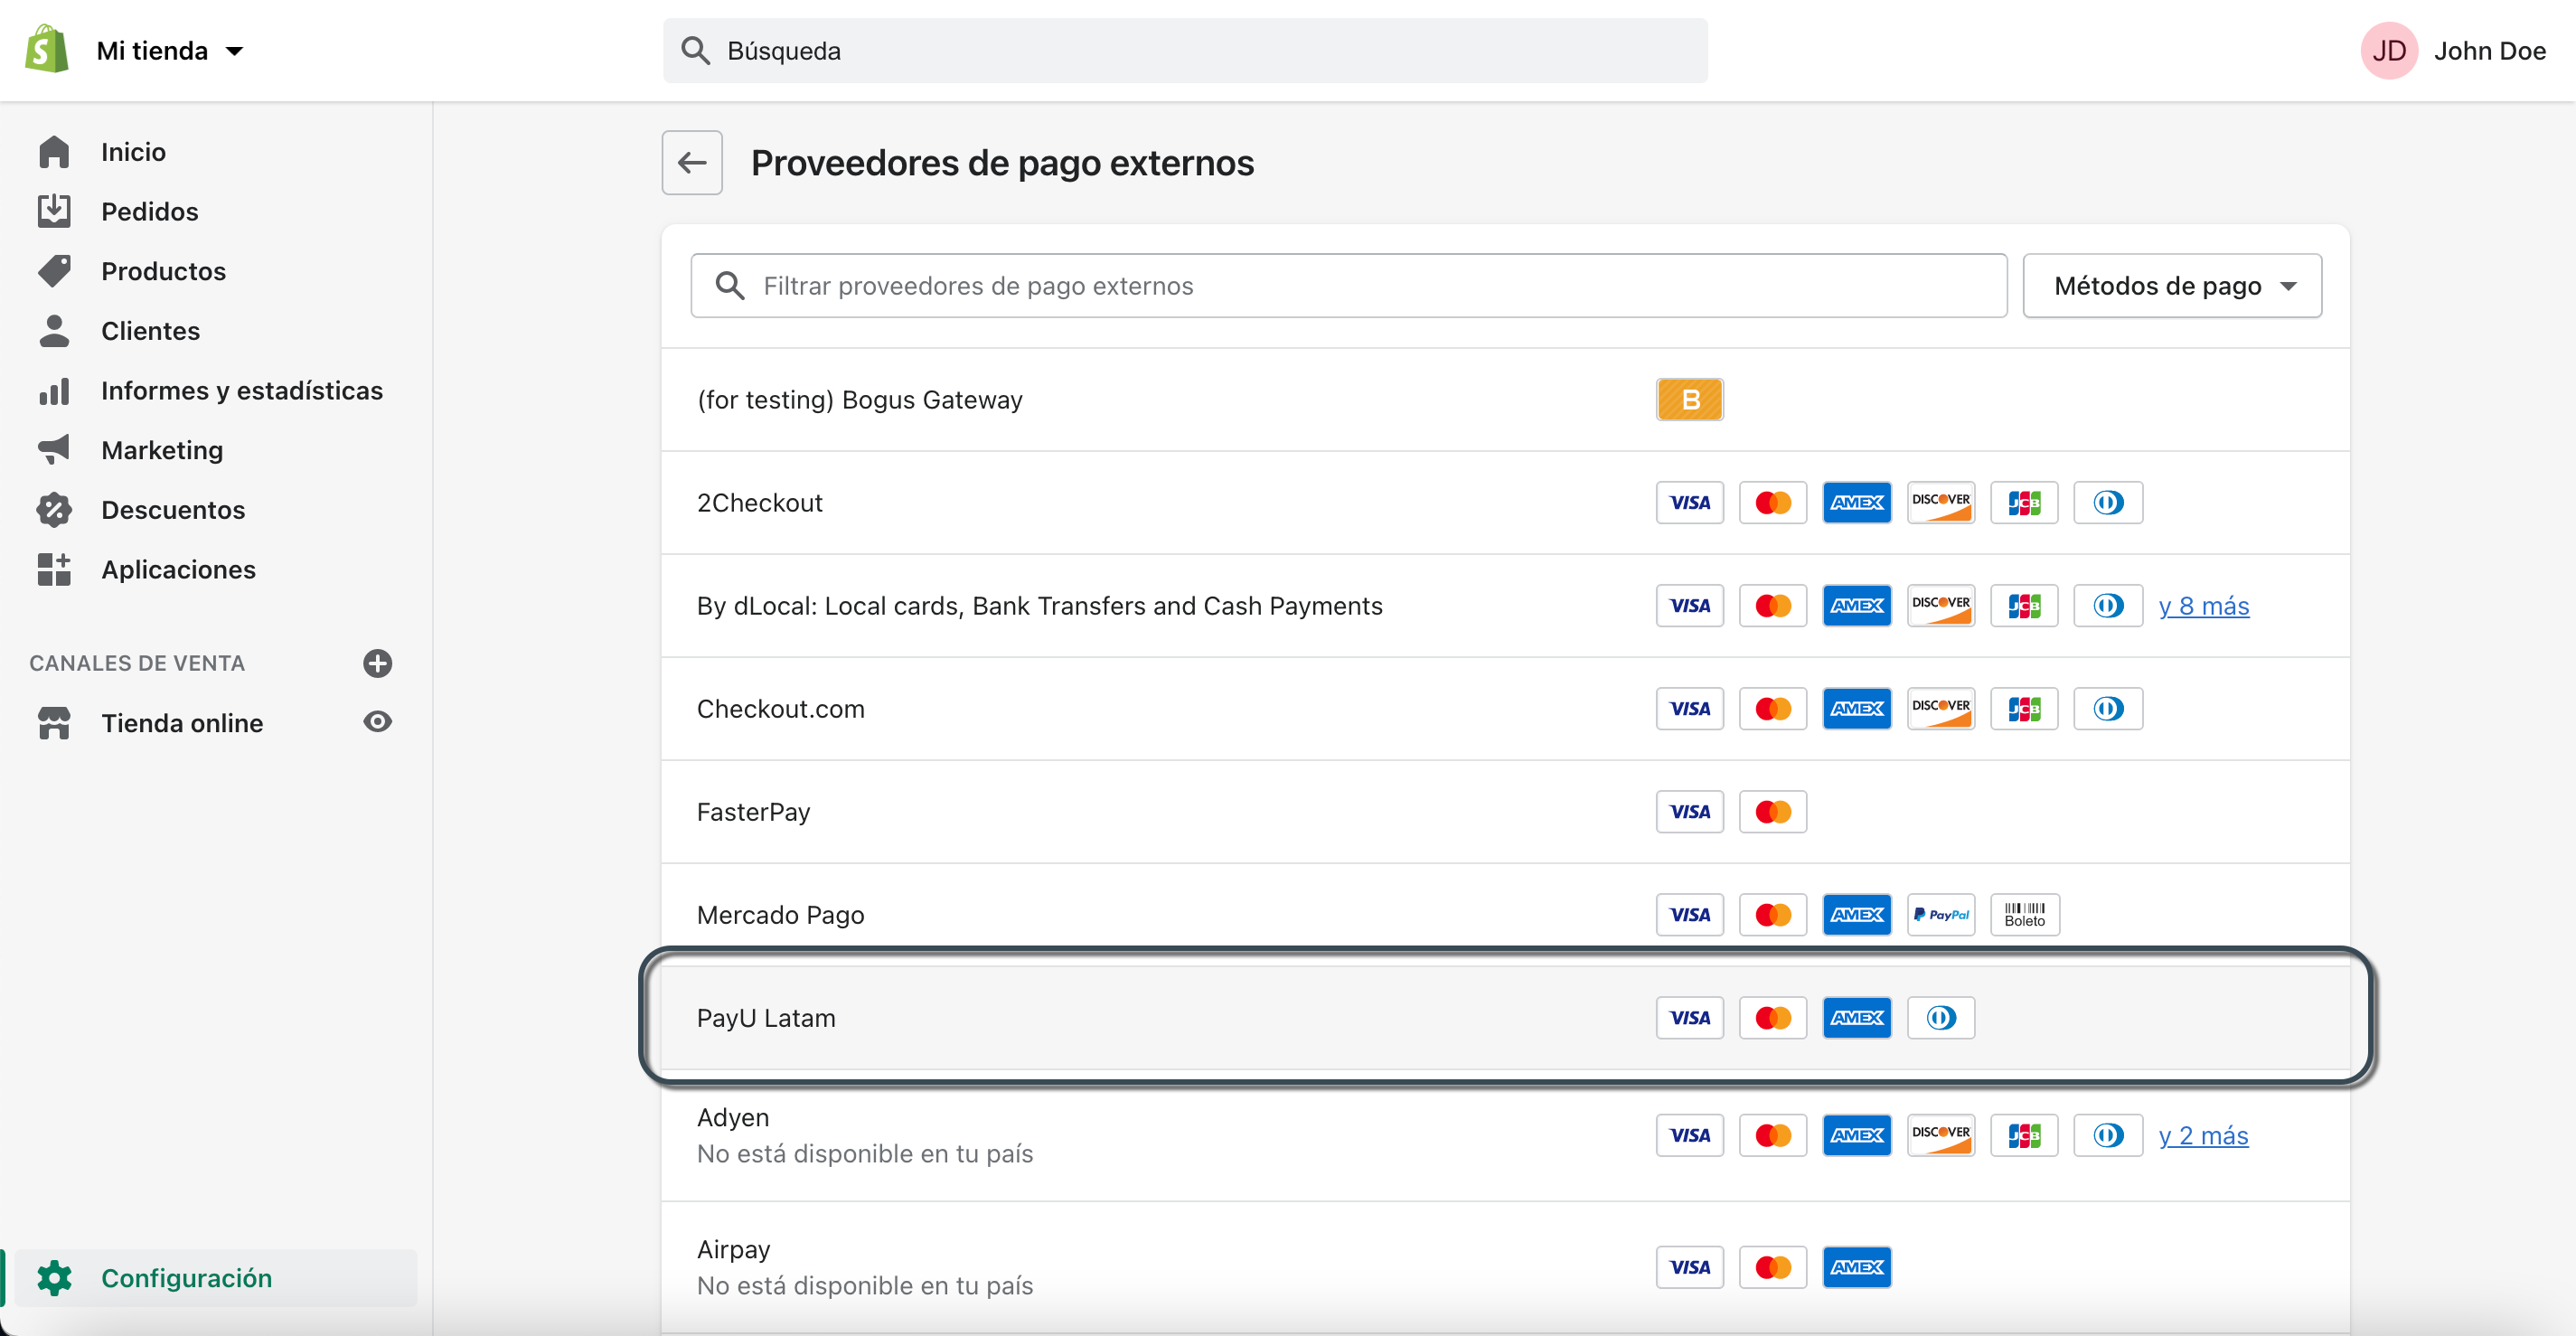 Mi tienda
Búsqueda
JD John Doe
Inicio
Pedidos
Productos
Clientes
Informes y estadísticas
Marketing
Descuentos
Aplicaciones
CANALES DE VENTA
Tienda online
Configuración
Proveedores de pago externos
Filtrar proveedores de pago externos
Métodos de pago
(for testing) Bogus Gateway B
2Checkout VISA AMEX DISCOVER JCB
By dLocal: Local cards, Bank Transfers and Cash Payments VISA AMEX DISCOVER JCB y 8 más
Checkout.com VISA AMEX DISCOVER JCB
FasterPay VISA
Mercado Pago VISA AMEX PayPal Boleto
PayU Latam VISA AMEX
Adyen VISA AMEX DISCOVER JCB y 2 más
No está disponible en tu país
Airpay VISA AMEX
No está disponible en tu país